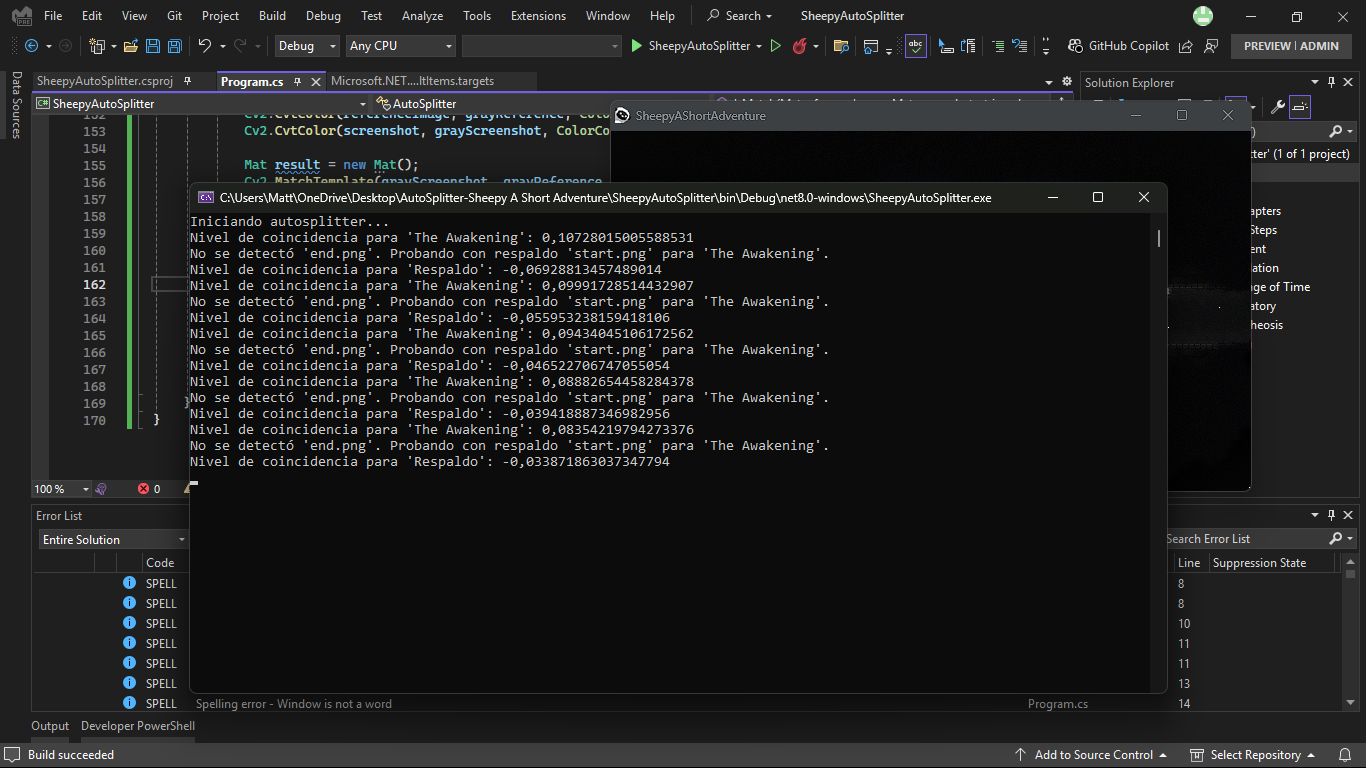 File Edit View Git Project Build Debug Test Analyze Tools Extensions Window Help Search SheepyAutoSplitter
Debug Any CPU SheepyAutoSplitter GitHub Copilot PREVIEW | ADMIN
Data Sources
SheepyAutoSplitter.csproj Program.cs Microsoft.NET....ltItems.targets
Solution Explorer
SheepyAutoSplitter AutoSplitter
SheepyAShortAdventure
153 Cv2.CvtColor(screenshot, grayScreenshot, ColorCo
154
155 Mat result = new Mat();
156 Cv2.MatchTemplate(grayScreenshot, grayReference,
157
158
159
160
161
162
163
164
165
166
167
168
169 }
170 }
tter' (1 of 1 project)
apters
Steps
ent
ation
ge of Time
atory
heosis
C:\Users\Matt\OneDrive\Desktop\AutoSplitter-Sheepy A Short Adventure\SheepyAutoSplitter\bin\Debug\net8.0-windows\SheepyAutoSplitter.exe
Iniciando autosplitter...
Nivel de coincidencia para 'The Awakening': 0,10728015005588531
No se detectó 'end.png'. Probando con respaldo 'start.png' para 'The Awakening'.
Nivel de coincidencia para 'Respaldo': -0,06928813457489014
Nivel de coincidencia para 'The Awakening': 0,09991728514432907
No se detectó 'end.png'. Probando con respaldo 'start.png' para 'The Awakening'.
Nivel de coincidencia para 'Respaldo': -0,055953238159418106
Nivel de coincidencia para 'The Awakening': 0,09434045106172562
No se detectó 'end.png'. Probando con respaldo 'start.png' para 'The Awakening'.
Nivel de coincidencia para 'Respaldo': -0,046522706747055054
Nivel de coincidencia para 'The Awakening': 0,08882654458284378
No se detectó 'end.png'. Probando con respaldo 'start.png' para 'The Awakening'.
Nivel de coincidencia para 'Respaldo': -0,039418887346982956
Nivel de coincidencia para 'The Awakening': 0,08354219794273376
No se detectó 'end.png'. Probando con respaldo 'start.png' para 'The Awakening'.
Nivel de coincidencia para 'Respaldo': -0,033871863037347794
100 % 0
Error List
Entire Solution Search Error List
Code Line Suppression State
SPELL 8
SPELL 8
SPELL 10
SPELL 11
SPELL 11
SPELL 13
SPELL Spelling error - Window is not a word Program.cs 14
Output Developer PowerShell
Build succeeded Add to Source Control Select Repository